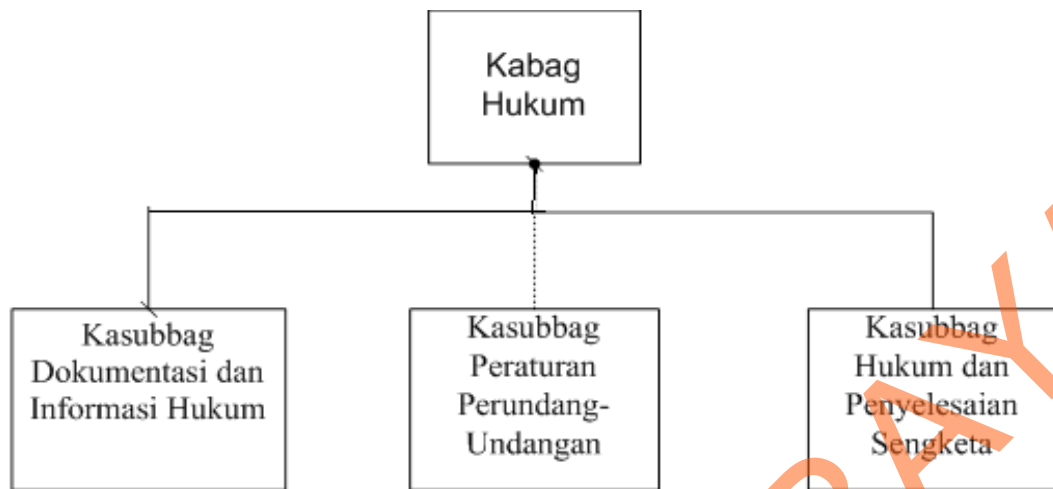 Kabag
Hukum
Kasubbag
Dokumentasi dan
Informasi Hukum
Kasubbag
Peraturan
Perundang-
Undangan
Kasubbag
Hukum dan
Penyelesaian
Sengketa